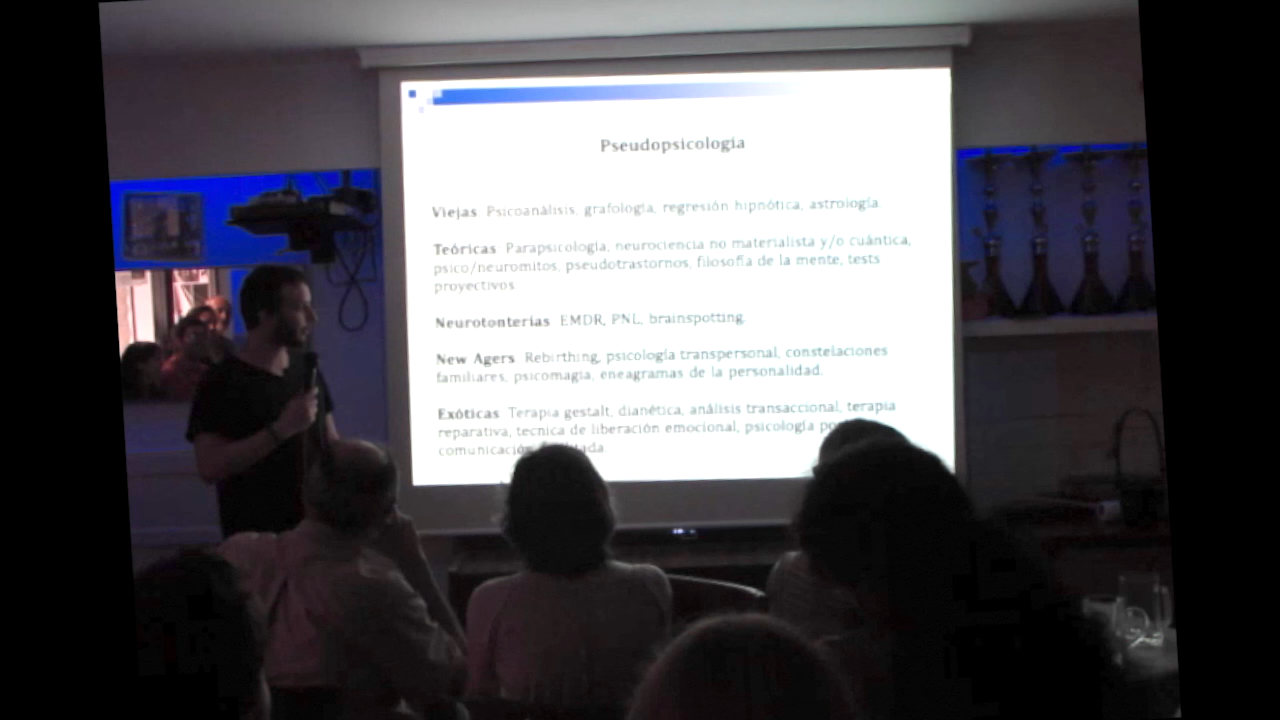 Pseudopsicología
Viejas Psicoanálisis, grafología, regresión hipnótica, astrología.
Teóricas Parapsicología, neurociencia no materialista y/o cuántica,
psico/neuromitos, pseudotrastornos, filosofía de la mente, tests
proyectivos.
Neurotonterías EMDR, PNL, brainspotting.
New Agers Rebirthing, psicología transpersonal, constelaciones
familiares, psicomagia, eneagramas de la personalidad.
Exóticas Terapia gestalt, dianética, análisis transaccional, terapia
reparativa, tecnica de liberación emocional, psicología
comunicación